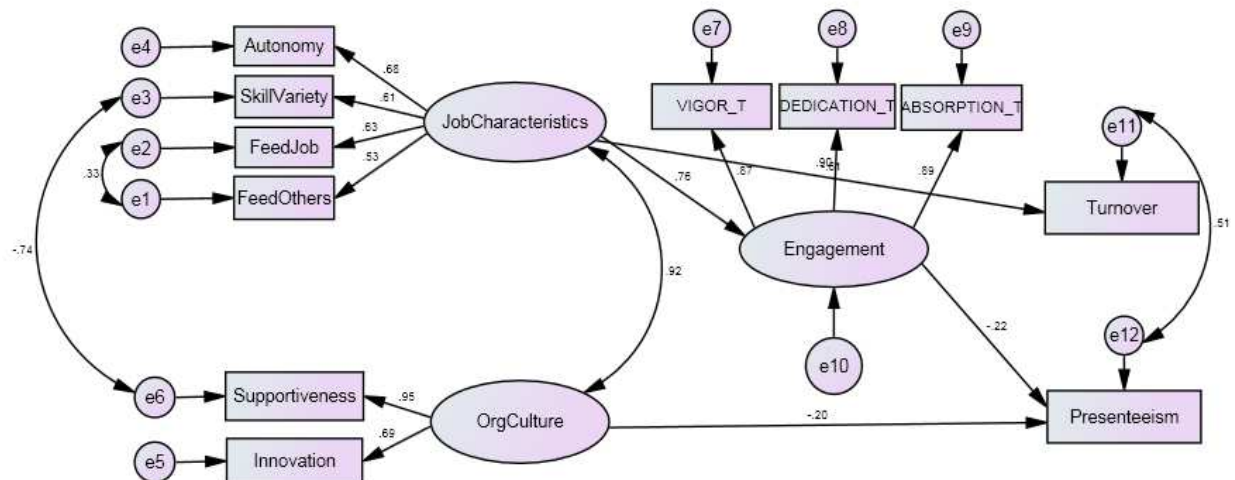 e7
e8
e9
e4
Autonomy
.68
e3
SkillVariety
.61
VIGOR_T
DEDICATION_T
ABSORPTION_T
JobCharacteristics
e11
e2
FeedJob
.63
.33
.53
e1
FeedOthers
.76
.87
.90
.89
Turnover
.51
-.74
Engagement
.92
-.22
e12
e10
e6
Supportiveness
.95
OrgCulture
-.20
Presenteeism
.69
e5
Innovation